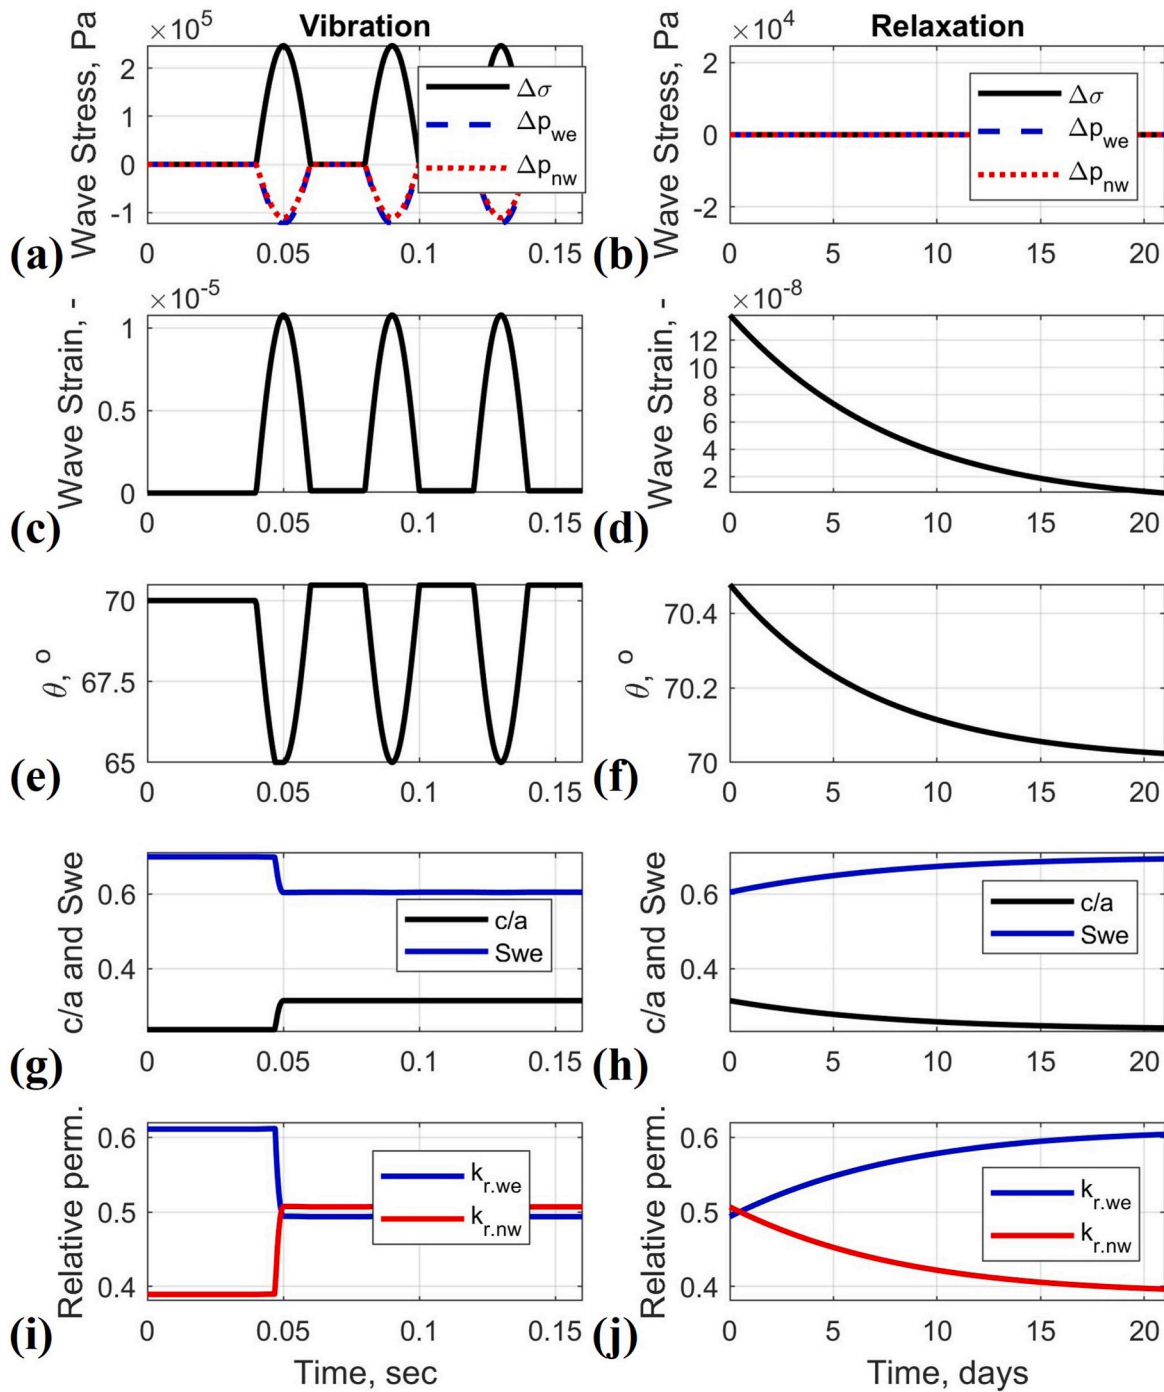 Vibration
×10⁵
Wave Stress, Pa
2
1
0
-1
Δσ
Δp_we
Δp_nw
(a)
0 0.05 0.1 0.15
Relaxation
×10⁴
Wave Stress, Pa
2
0
-2
Δσ
Δp_we
Δp_nw
(b)
0 5 10 15 20
×10⁻⁵
Wave Strain, -
1
0.5
0
(c)
0 0.05 0.1 0.15
×10⁻⁸
Wave Strain, -
12
10
8
6
4
2
(d)
0 5 10 15 20
θ, °
70
67.5
65
(e)
0 0.05 0.1 0.15
θ, °
70.4
70.2
70
(f)
0 5 10 15 20
c/a and Swe
0.6
0.4
c/a
Swe
(g)
0 0.05 0.1 0.15
c/a and Swe
0.6
0.4
c/a
Swe
(h)
0 5 10 15 20
Relative perm.
0.6
0.5
0.4
k_r.we
k_r.nw
(i)
0 0.05 0.1 0.15
Time, sec
Relative perm.
0.6
0.5
0.4
k_r.we
k_r.nw
(j)
0 5 10 15 20
Time, days